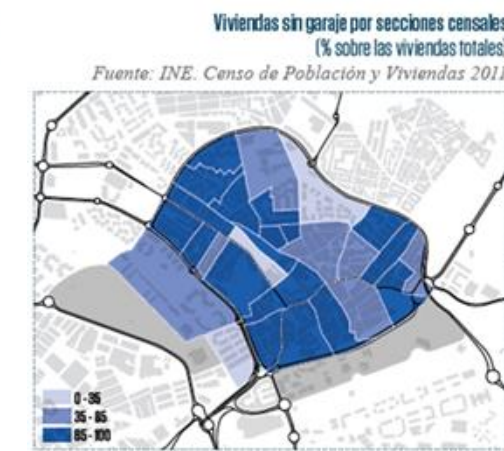 Viviendas sin garaje por secciones censales
(% sobre las viviendas totales)
Fuente: INE. Censo de Población y Viviendas 2011
0 - 35
35 - 65
65 - 100